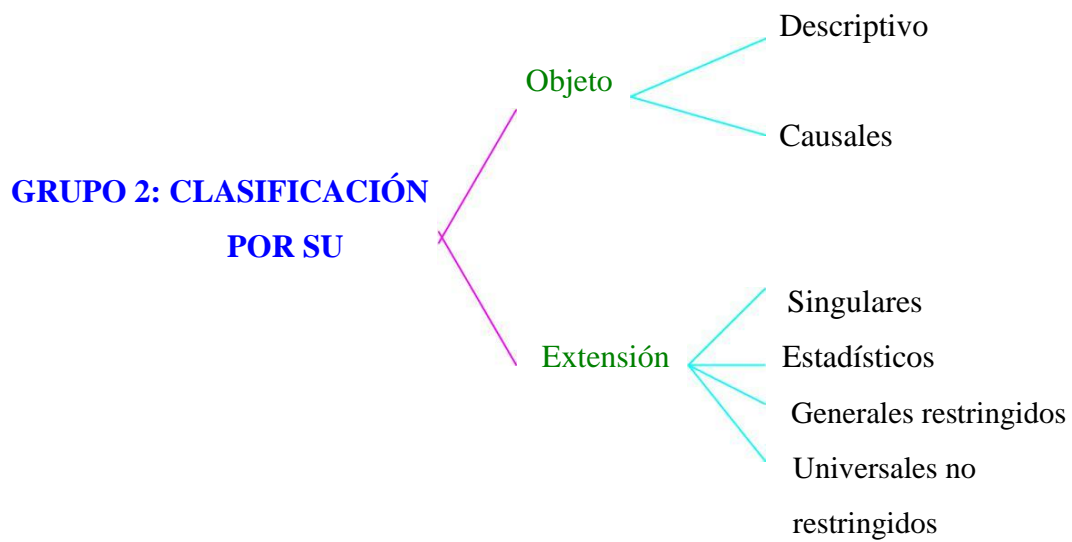 Descriptivo
Objeto
Causales
GRUPO 2: CLASIFICACIÓN
POR SU
Singulares
Extensión
Estadísticos
Generales restringidos
Universales no
restringidos